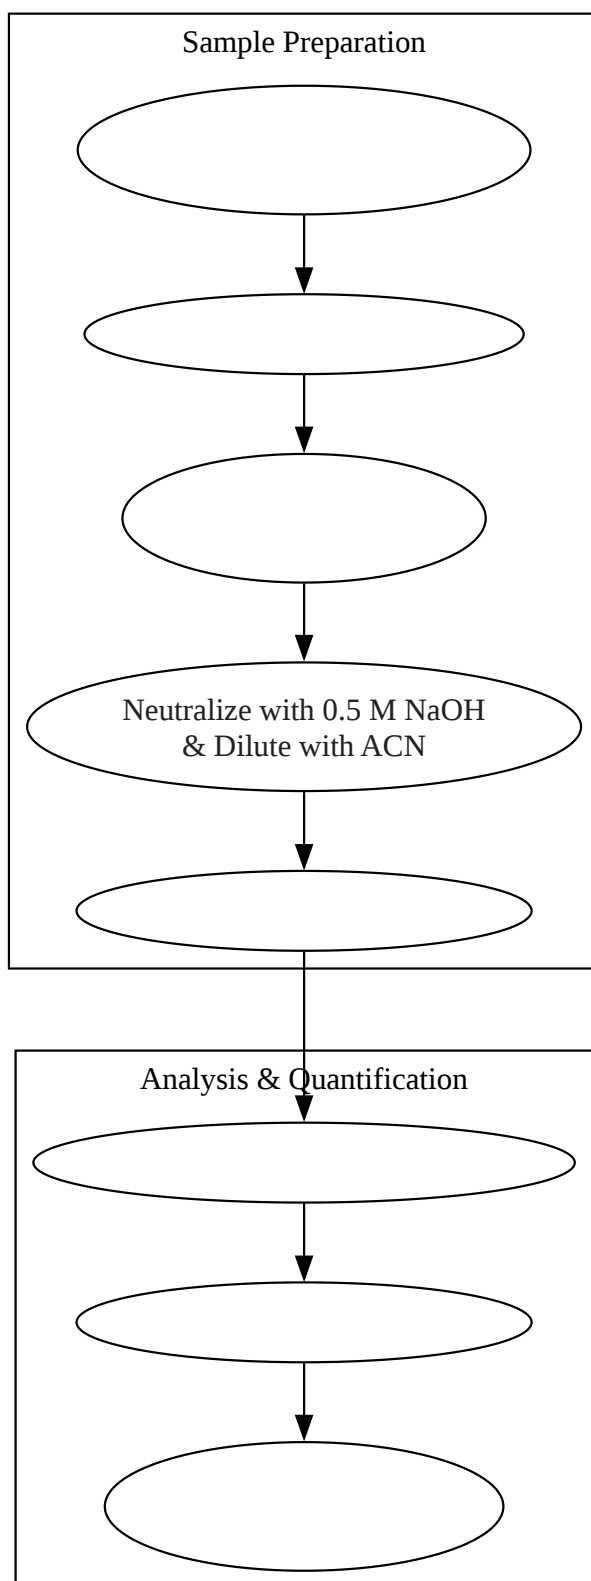 Sample Preparation
Neutralize with 0.5 M NaOH
& Dilute with ACN
Analysis & Quantification